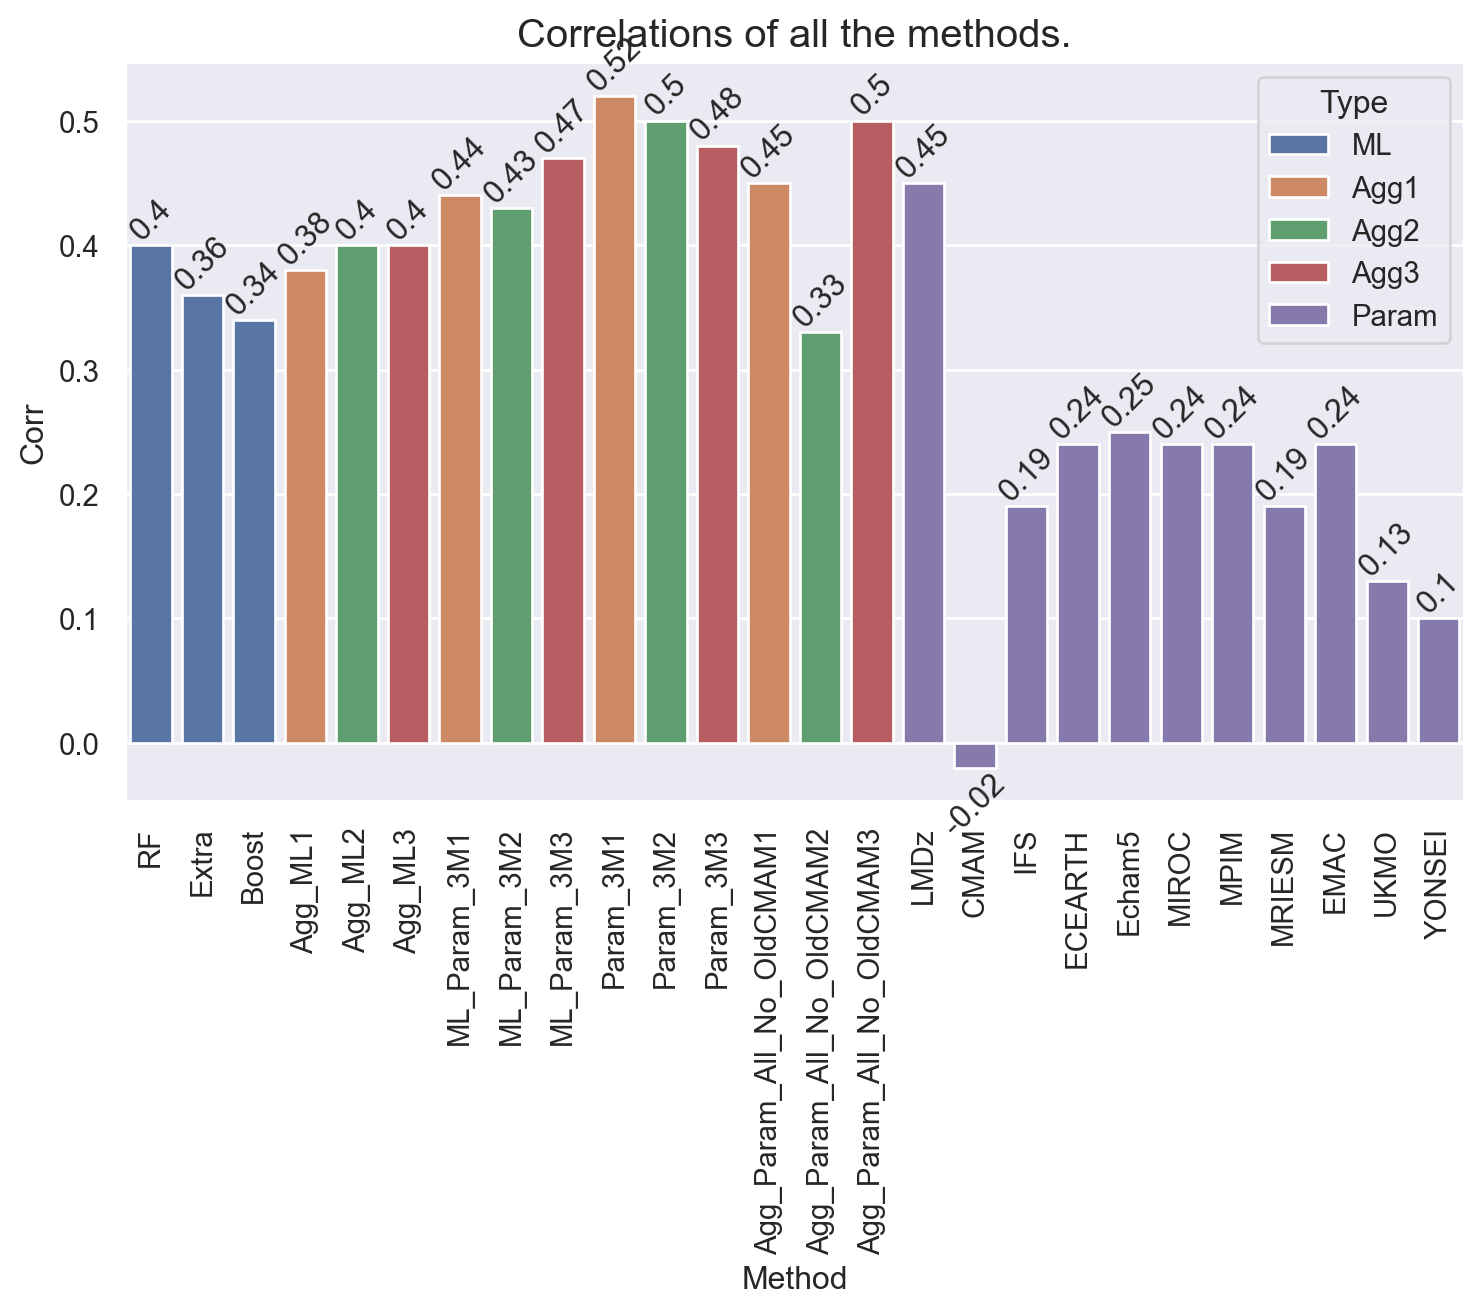 Correlations of all the methods.
Corr
0.5
0.4
0.3
0.2
0.1
0.0
0.4
0.36
0.34
0.38
0.4
0.4
0.44
0.43
0.47
0.52
0.5
0.48
0.45
0.33
0.5
0.45
-0.02
0.19
0.24
0.25
0.24
0.24
0.19
0.24
0.13
0.1
Type
ML
Agg1
Agg2
Agg3
Param
RF
Extra
Boost
Agg_ML1
Agg_ML2
Agg_ML3
ML_Param_3M1
ML_Param_3M2
ML_Param_3M3
Param_3M1
Param_3M2
Param_3M3
Agg_Param_All_No_OldCMAM1
Agg_Param_All_No_OldCMAM2
Agg_Param_All_No_OldCMAM3
LMDz
CMAM
IFS
ECEARTH
Echam5
MIROC
MPIM
MRIESM
EMAC
UKMO
YONSEI
Method